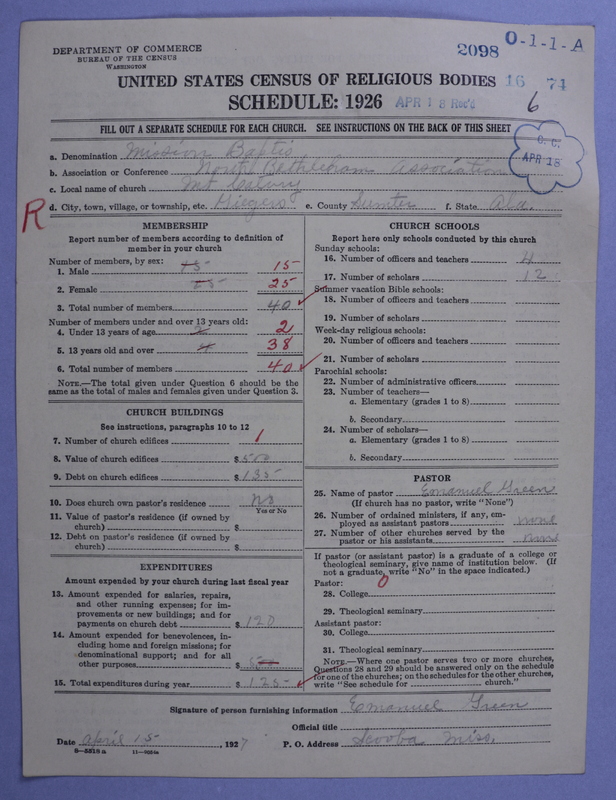 DEPARTMENT OF COMMERCE
BUREAU OF THE CENSUS
WASHINGTON
2098 O-1-1-A
UNITED STATES CENSUS OF RELIGIOUS BODIES 16 74
SCHEDULE: 1926 APR 18 Rec'd 6
FILL OUT A SEPARATE SCHEDULE FOR EACH CHURCH. SEE INSTRUCTIONS ON THE BACK OF THIS SHEET
O. C.
APR 18
a. Denomination Mission Baptis
b. Association or Conference North Bethlehem Association
c. Local name of church Mt
R
d. City, town, village, or township, etc. e. County Sumter f. State Ala.
MEMBERSHIP
Report number of members according to definition of
member in your church
Number of members, by sex:
1. Male 15 15
2. Female 25 25
3. Total number of members 40
Number of members under and over 13 years old:
4. Under 13 years of age 2 2
5. 13 years old and over 4 38
6. Total number of members 40
NOTE.—The total given under Question 6 should be the
same as the total of males and females given under Question 3.
CHURCH BUILDINGS
See instructions, paragraphs 10 to 12
7. Number of church edifices 1
8. Value of church edifices $500
9. Debt on church edifices $135
10. Does church own pastor's residence? no
Yes or No
11. Value of pastor's residence (if owned by
church) $
12. Debt on pastor's residence (if owned by
church) $
EXPENDITURES
Amount expended by your church during last fiscal year
13. Amount expended for salaries, repairs,
and other running expenses; for im-
provements or new buildings; and for
payments on church debt $120
14. Amount expended for benevolences, in-
cluding home and foreign missions; for
denominational support; and for all
other purposes $5
15. Total expenditures during year $125
CHURCH SCHOOLS
Report here only schools conducted by this church
Sunday schools:
16. Number of officers and teachers 4
17. Number of scholars 12
Summer vacation Bible schools:
18. Number of officers and teachers
19. Number of scholars
Week-day religious schools:
20. Number of officers and teachers
21. Number of scholars
Parochial schools:
22. Number of administrative officers
23. Number of teachers—
a. Elementary (grades 1 to 8)
b. Secondary
24. Number of scholars—
a. Elementary (grades 1 to 8)
b. Secondary
PASTOR
25. Name of pastor Emanuel Green
(If church has no pastor, write "None")
26. Number of ordained ministers, if any, em-
ployed as assistant pastors none
27. Number of other churches served by the
pastor or his assistants none
If pastor (or assistant pastor) is a graduate of a college or
theological seminary, give name of institution below. (If
not a graduate, write "No" in the space indicated.)
Pastor: 0
28. College
29. Theological seminary
Assistant pastor:
30. College
31. Theological seminary
NOTE.—Where one pastor serves two or more churches,
Questions 28 and 29 should be answered only on the schedule
for one of the churches; on the schedules for the other churches,
write "See schedule for church."
Signature of person furnishing information Emanuel Green
Official title
Date April 15, 1927 P. O. Address Scooba Miss.